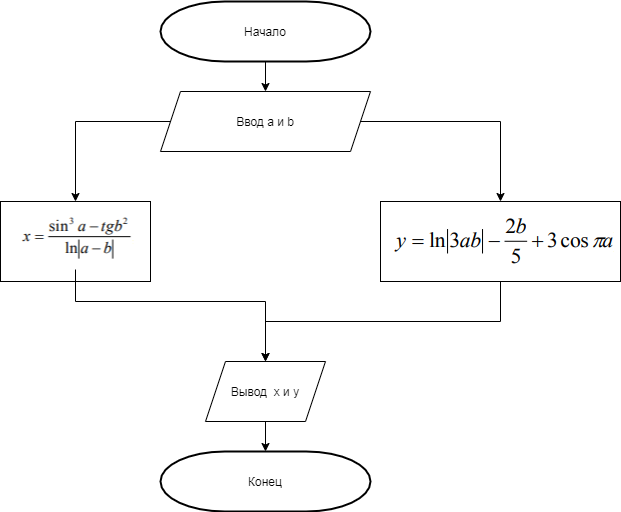 Начало
Ввод a и b
x = \frac{\sin^3 a - tgb^2}{\ln|a - b|}
y = \ln|3ab| - \frac{2b}{5} + 3\cos \pi a
Вывод x и y
Конец